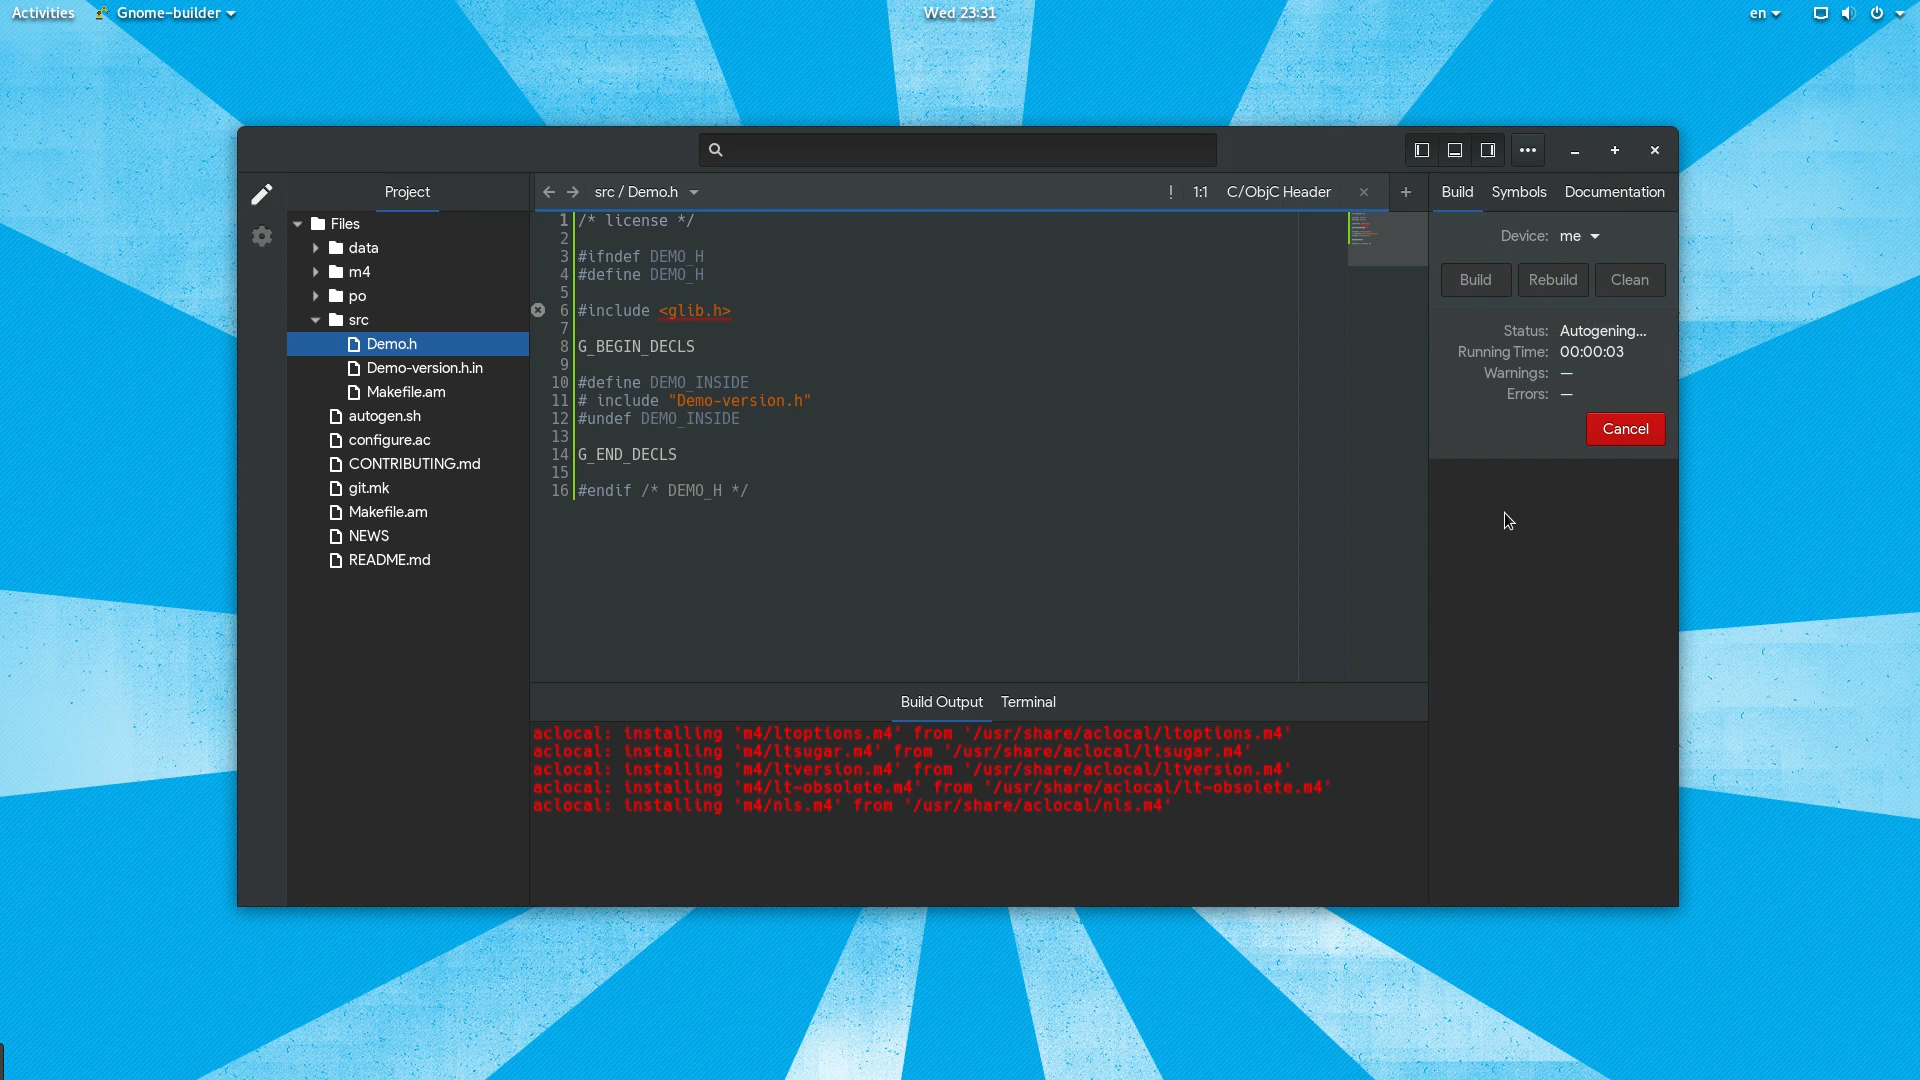 Activities Gnome-builder Wed 23:31 en
Project src / Demo.h ! 1:1 C/ObjC Header × + Build Symbols Documentation
Files
data
m4
po
src
Demo.h
Demo-version.h.in
Makefile.am
autogen.sh
configure.ac
CONTRIBUTING.md
git.mk
Makefile.am
NEWS
README.md
1 /* license */
2
3 #ifndef DEMO_H
4 #define DEMO_H
5
6 #include <glib.h>
7
8 G_BEGIN_DECLS
9
10 #define DEMO_INSIDE
11 # include "Demo-version.h"
12 #undef DEMO_INSIDE
13
14 G_END_DECLS
15
16 #endif /* DEMO_H */
Device: me
Build Rebuild Clean
Status: Autogening...
Running Time: 00:00:03
Warnings: —
Errors: —
Cancel
Build Output Terminal
aclocal: installing 'm4/ltoptions.m4' from '/usr/share/aclocal/ltoptions.m4'
aclocal: installing 'm4/ltsugar.m4' from '/usr/share/aclocal/ltsugar.m4'
aclocal: installing 'm4/ltversion.m4' from '/usr/share/aclocal/ltversion.m4'
aclocal: installing 'm4/lt~obsolete.m4' from '/usr/share/aclocal/lt~obsolete.m4'
aclocal: installing 'm4/nls.m4' from '/usr/share/aclocal/nls.m4'